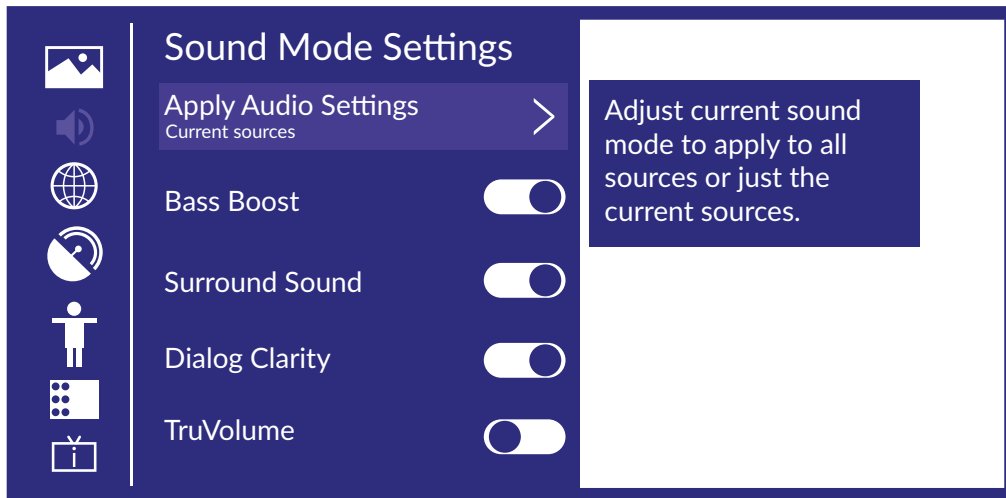 Sound Mode Settings
Apply Audio Settings
Current sources
Bass Boost
Surround Sound
Dialog Clarity
TruVolume
Adjust current sound
mode to apply to all
sources or just the
current sources.
i